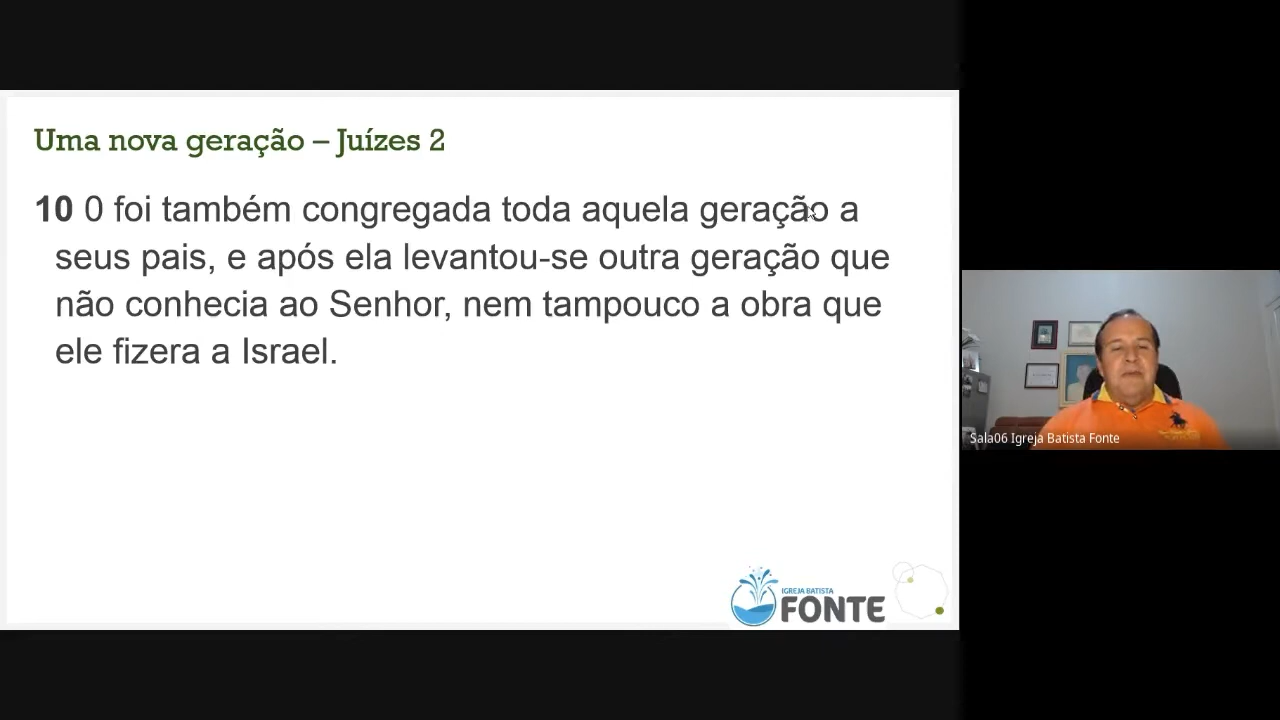 Uma nova geração – Juízes 2
10 0 foi também congregada toda aquela geração a
seus pais, e após ela levantou-se outra geração que
não conhecia ao Senhor, nem tampouco a obra que
ele fizera a Israel.
IGREJA BATISTA
FONTE
Sala06 Igreja Batista Fonte